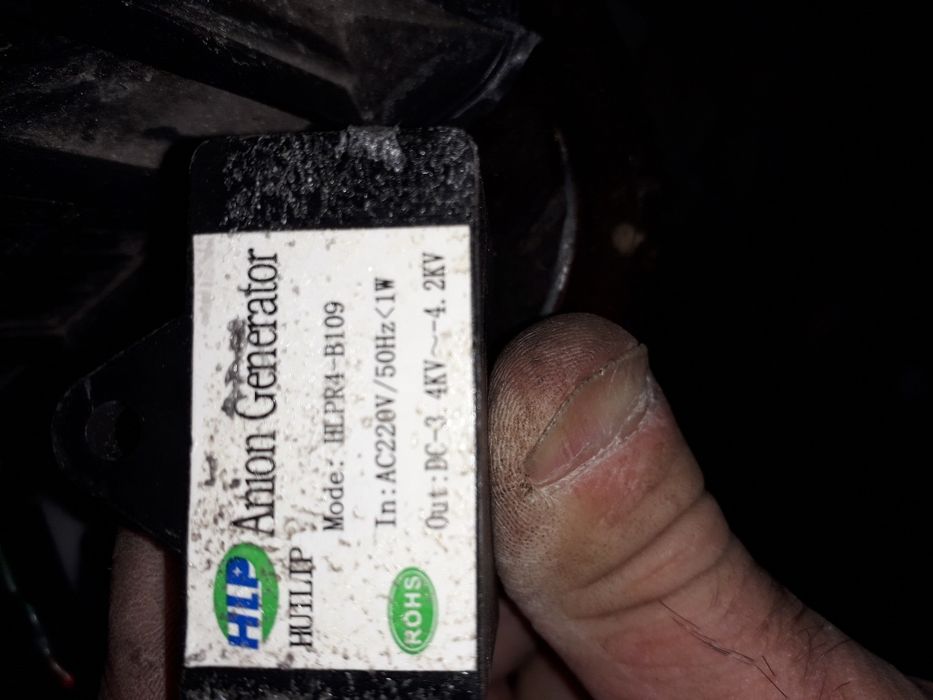 HLP Anion Generator
HUILIP
Mode: HLPR4-B109
In:AC220V/50Hz<1W
Out:DC-3.4KV~-4.2KV
ROHS